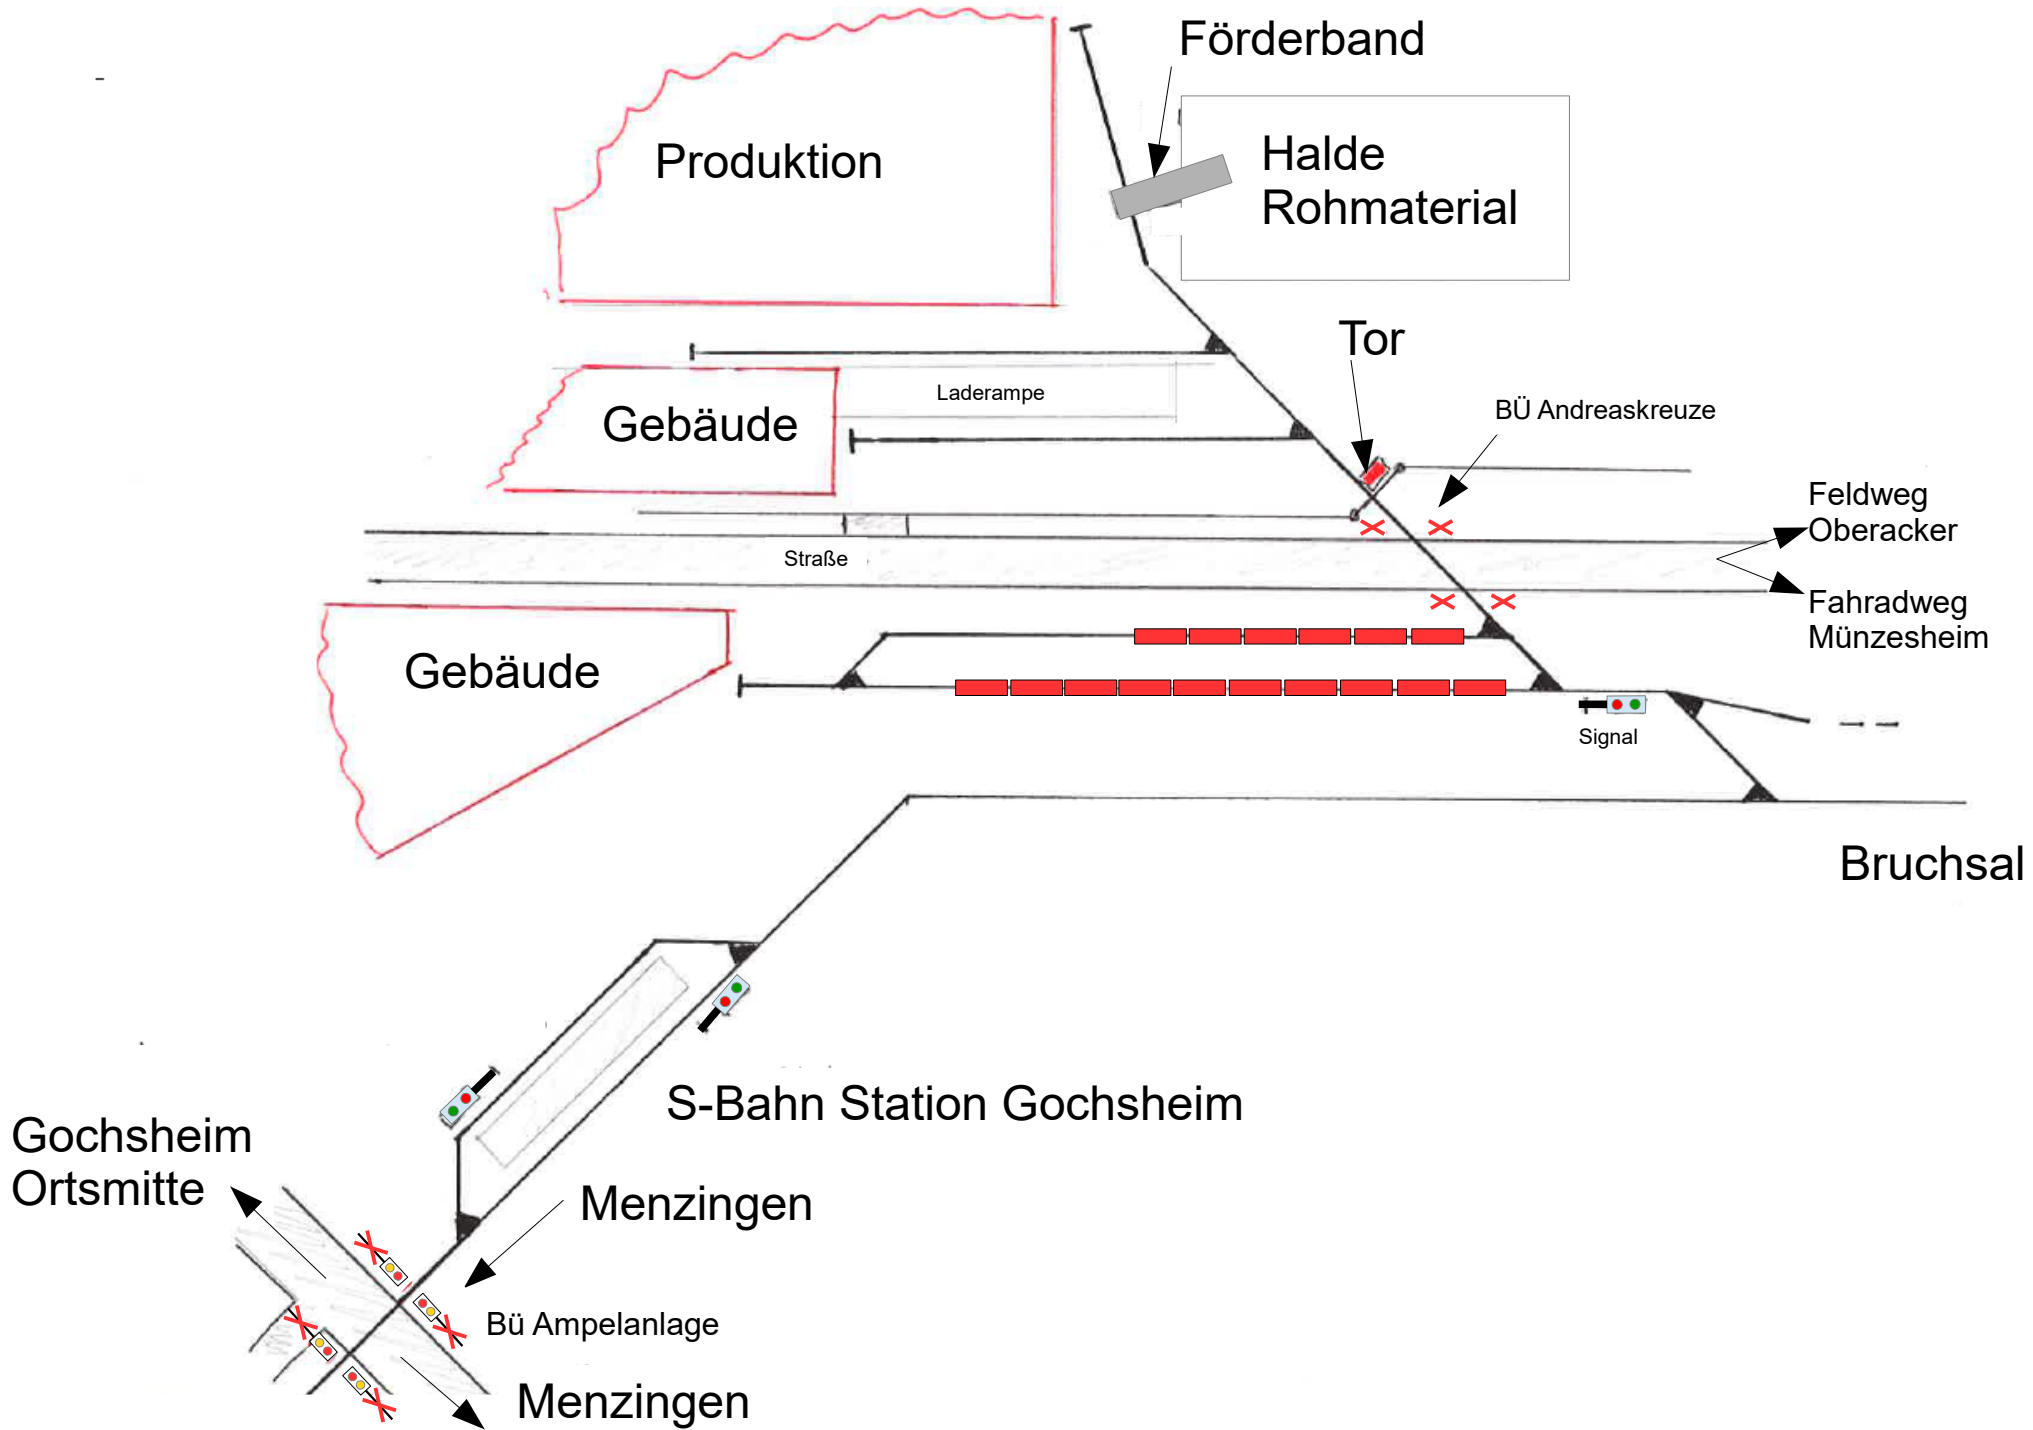 Förderband
Produktion
Halde
Rohmaterial
Tor
Laderampe
BÜ Andreaskreuze
Gebäude
Feldweg
Oberacker
Straße
Fahradweg
Münzesheim
Gebäude
Signal
Bruchsal
S-Bahn Station Gochsheim
Gochsheim
Ortsmitte
Menzingen
Bü Ampelanlage
Menzingen